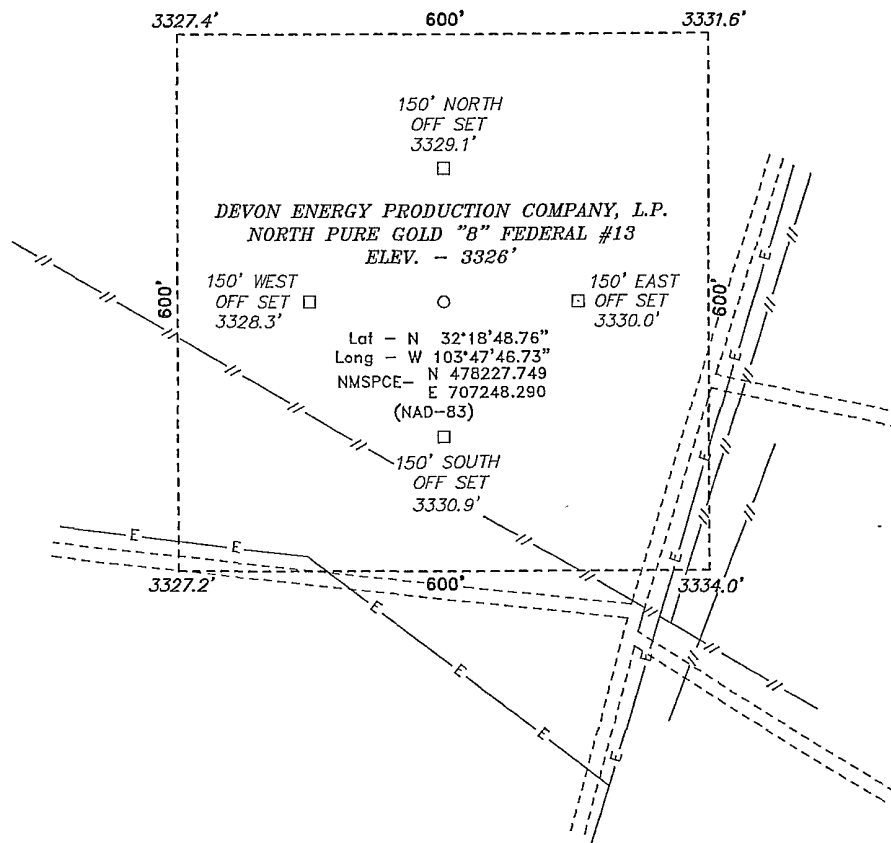 3327.4'
600'
3331.6'
150' NORTH
OFF SET
3329.1'
DEVON ENERGY PRODUCTION COMPANY, L.P.
NORTH PURE GOLD "8" FEDERAL #13
ELEV. - 3326'
150' WEST
OFF SET
3328.3'
150' EAST
OFF SET
3330.0'
600'
600'
Lat - N 32°18'48.76"
Long - W 103°47'46.73"
NMSPCE- N 478227.749
E 707248.290
(NAD-83)
150' SOUTH
OFF SET
3330.9'
E
E
E
E
E
E
E
E
E
E
E
E
3327.2'
600'
3334.0'